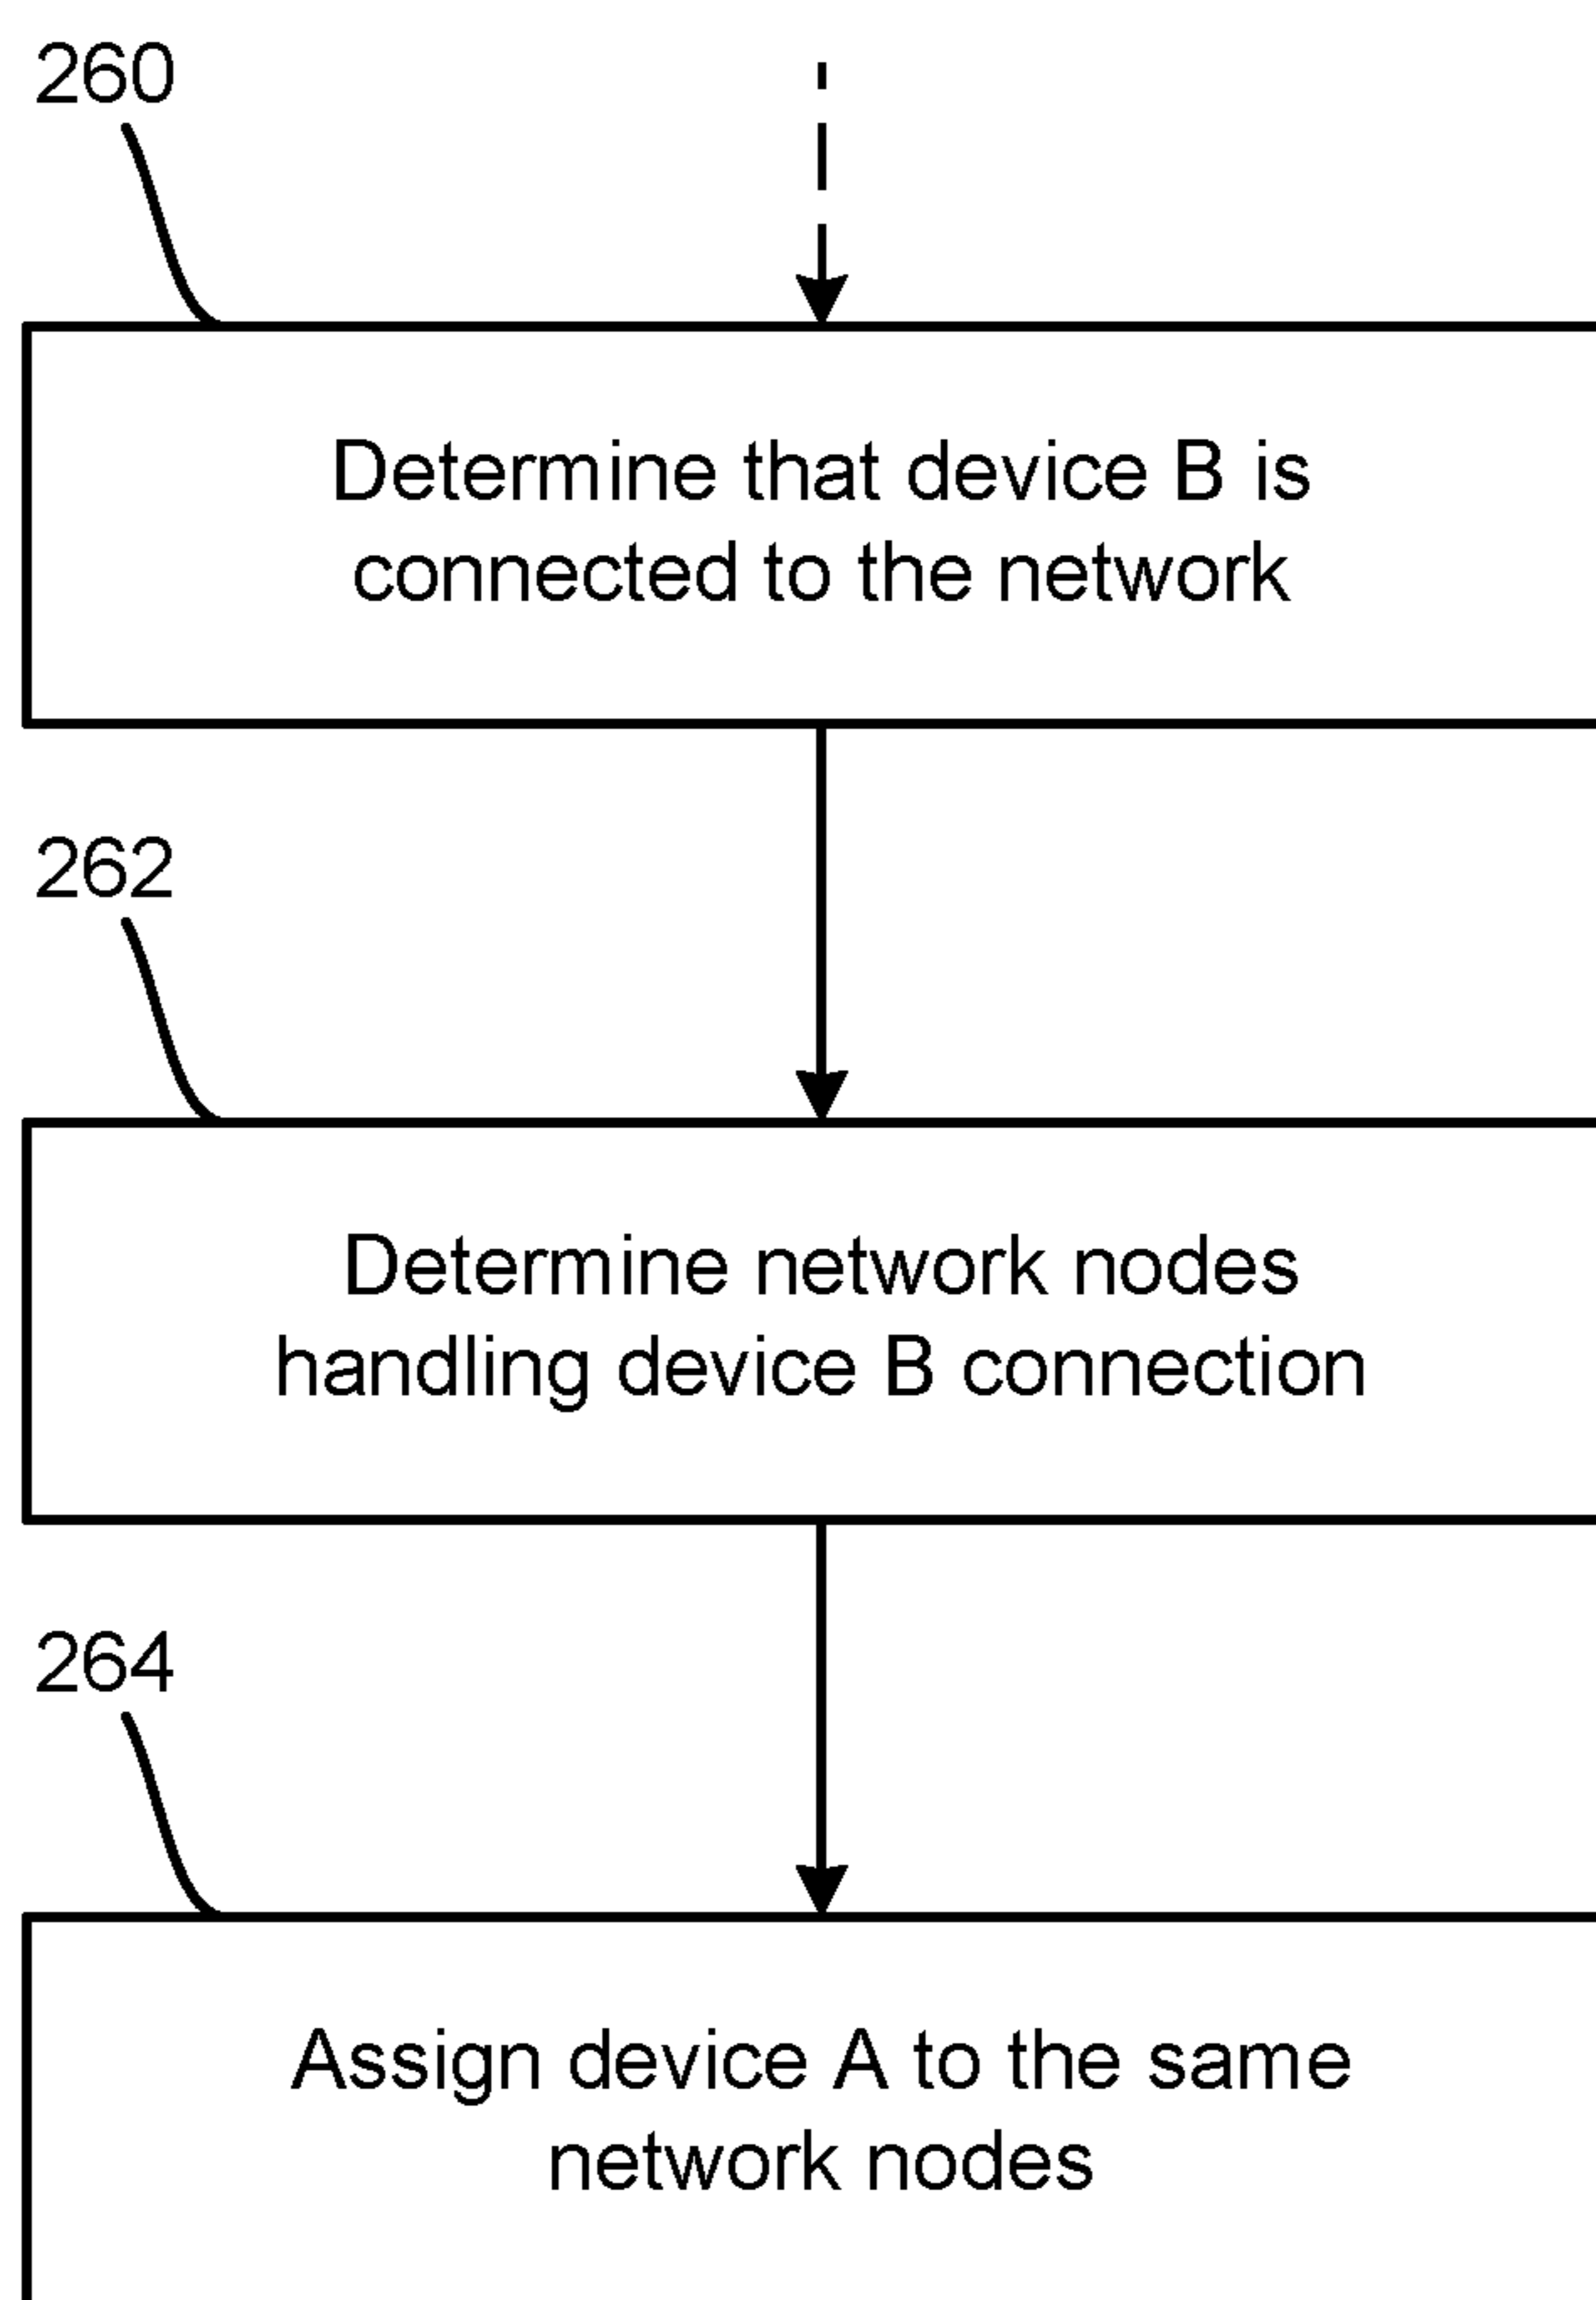 260
Determine that device B is
connected to the network
262
Determine network nodes
handling device B connection
264
Assign device A to the same
network nodes